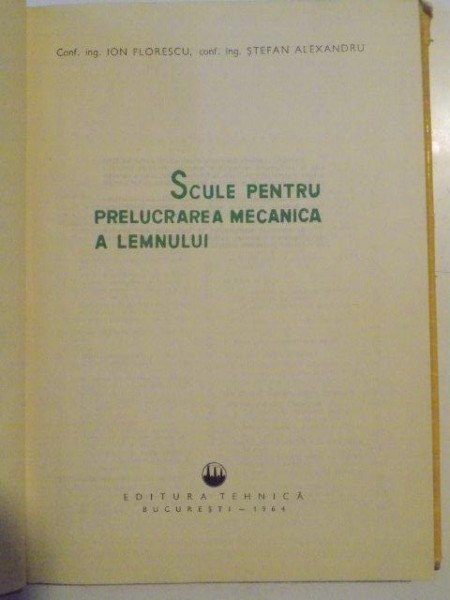 Conf. ing. ION FLORESCU, conf. ing. ȘTEFAN ALEXANDRU
SCULE PENTRU
PRELUCRAREA MECANICA
A LEMNULUI
EDITURA TEHNICĂ
BUCUREȘTI — 1964